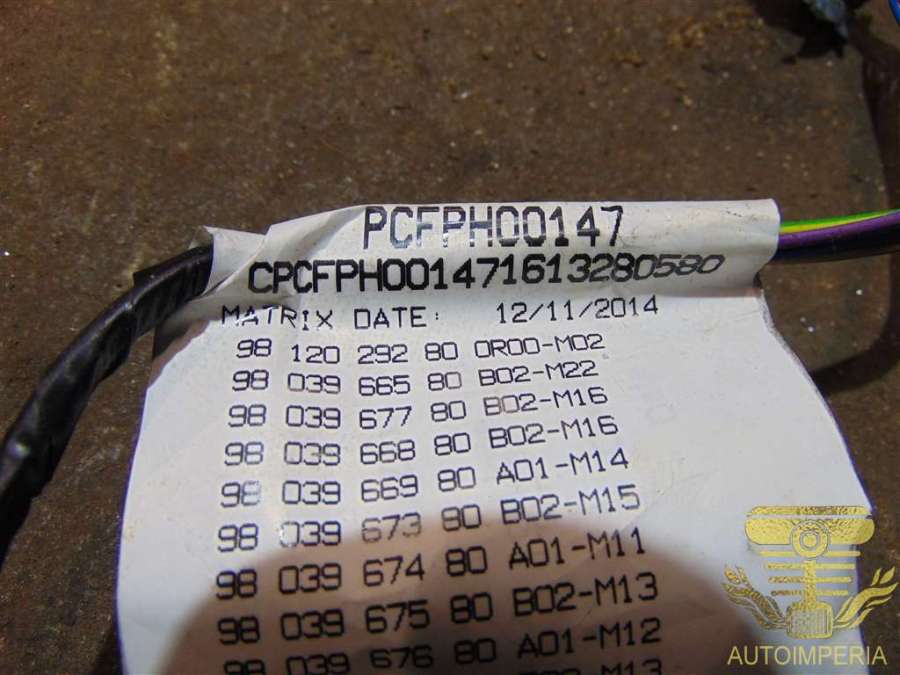 PCFPH00147
CPCFPH001471613280580
MATRIX DATE: 12/11/2014
98 120 292 80 0R00-M02
98 039 665 80 B02-M22
98 039 677 80 B02-M16
98 039 668 80 B02-M16
98 039 669 80 A01-M14
98 039 673 80 B02-M15
98 039 674 80 A01-M11
98 039 675 80 B02-M13
98 039 676 80 A01-M12
AUTOIMPERIA